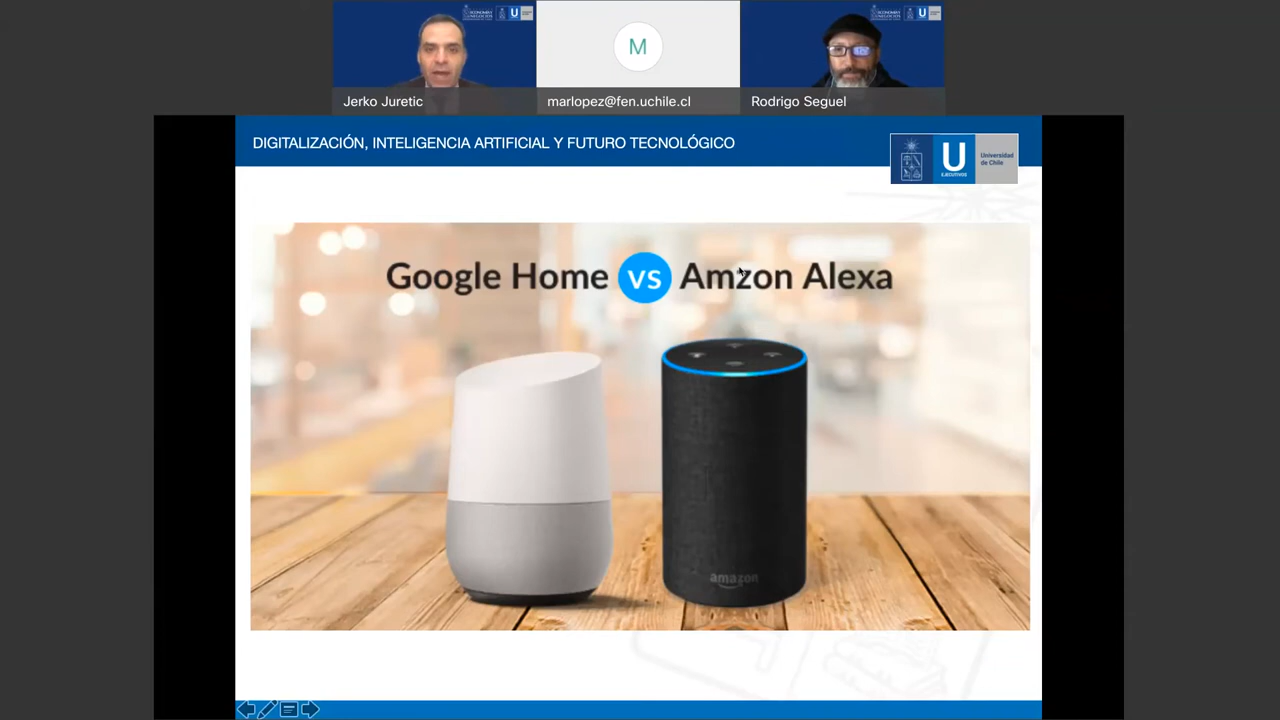 Jerko Juretic
M
marlopez@fen.uchile.cl
Rodrigo Seguel
DIGITALIZACIÓN, INTELIGENCIA ARTIFICIAL Y FUTURO TECNOLÓGICO
U
EJECUTIVOS
Universidad
de Chile
Google Home VS Amzon Alexa
amazon